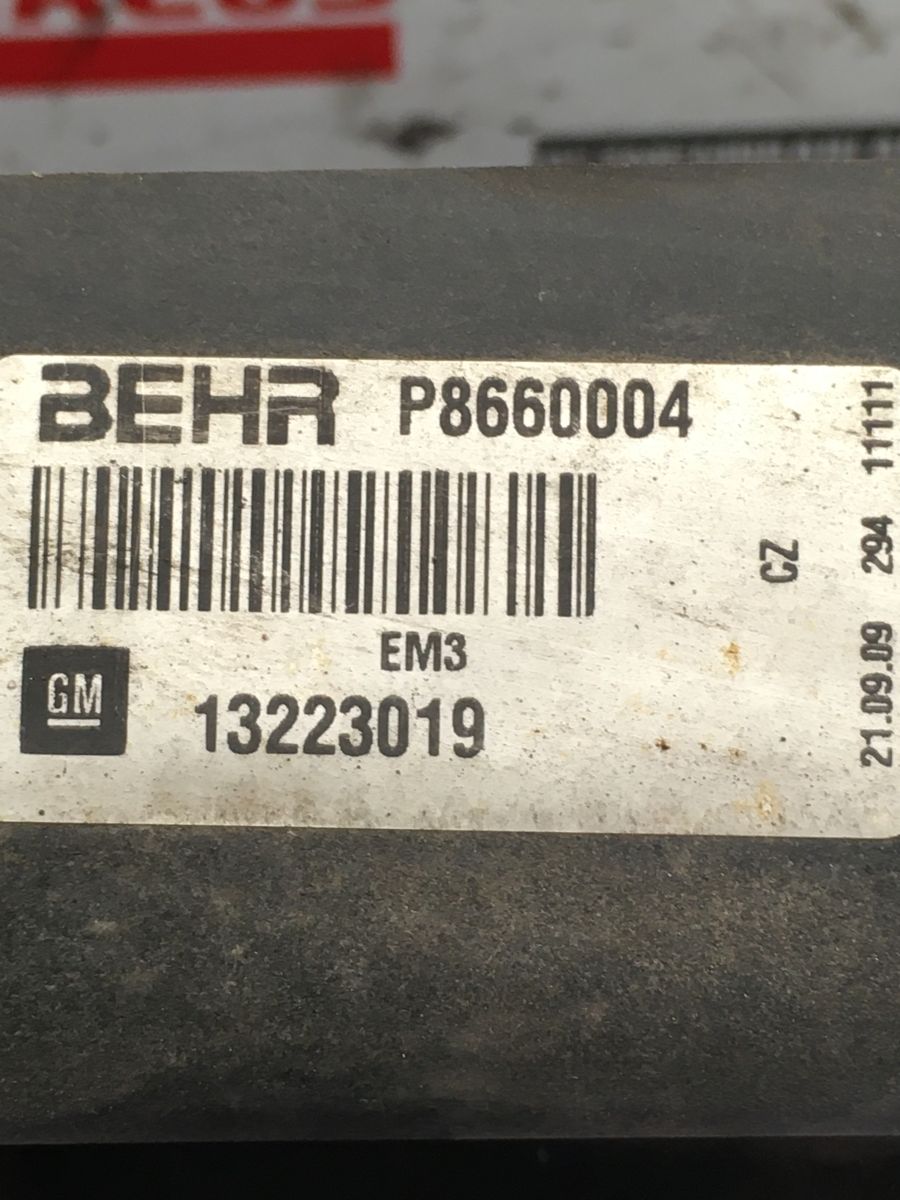 BEHR P8660004
EM3
GM 13223019
CZ
21.09.09 294 11111